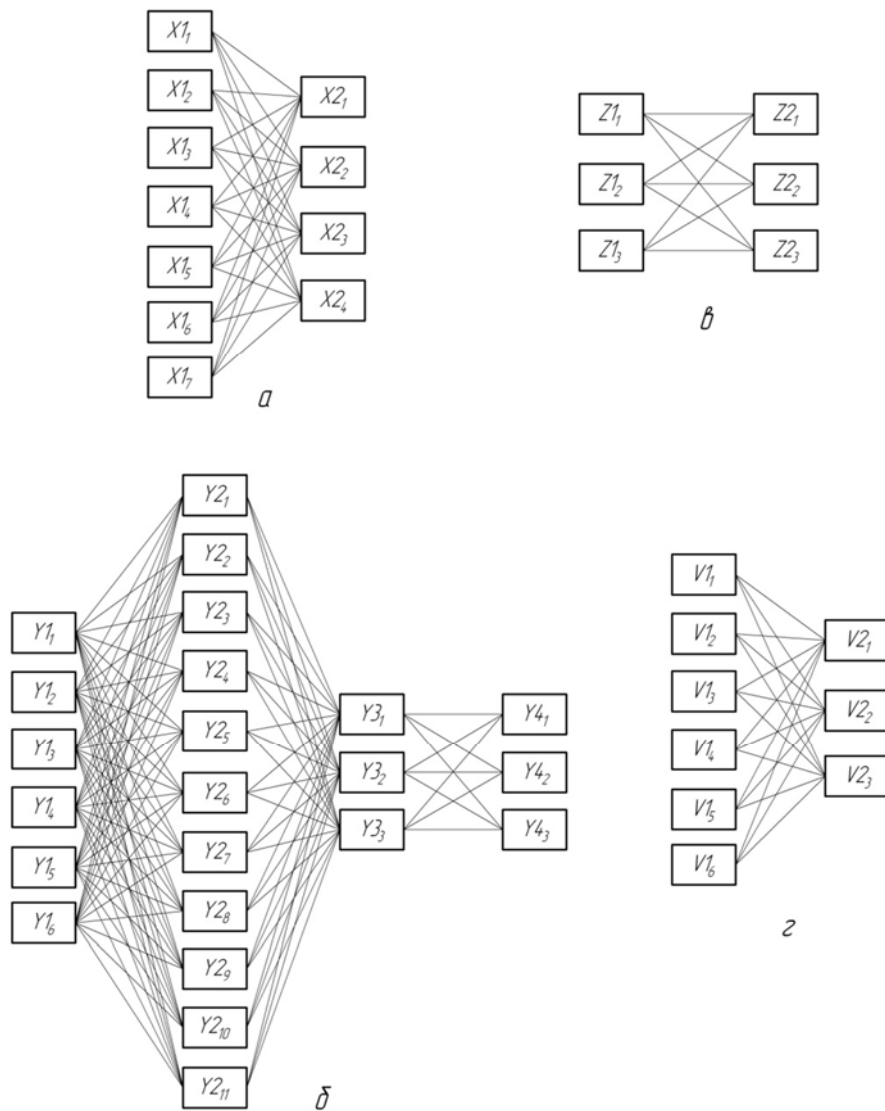 X1₁
X1₂
X1₃
X1₄
X1₅
X1₆
X1₇
X2₁
X2₂
X2₃
X2₄
а
Z1₁
Z1₂
Z1₃
Z2₁
Z2₂
Z2₃
в
Y1₁
Y1₂
Y1₃
Y1₄
Y1₅
Y1₆
Y2₁
Y2₂
Y2₃
Y2₄
Y2₅
Y2₆
Y2₇
Y2₈
Y2₉
Y2₁₀
Y2₁₁
Y3₁
Y3₂
Y3₃
Y4₁
Y4₂
Y4₃
б
V1₁
V1₂
V1₃
V1₄
V1₅
V1₆
V2₁
V2₂
V2₃
г